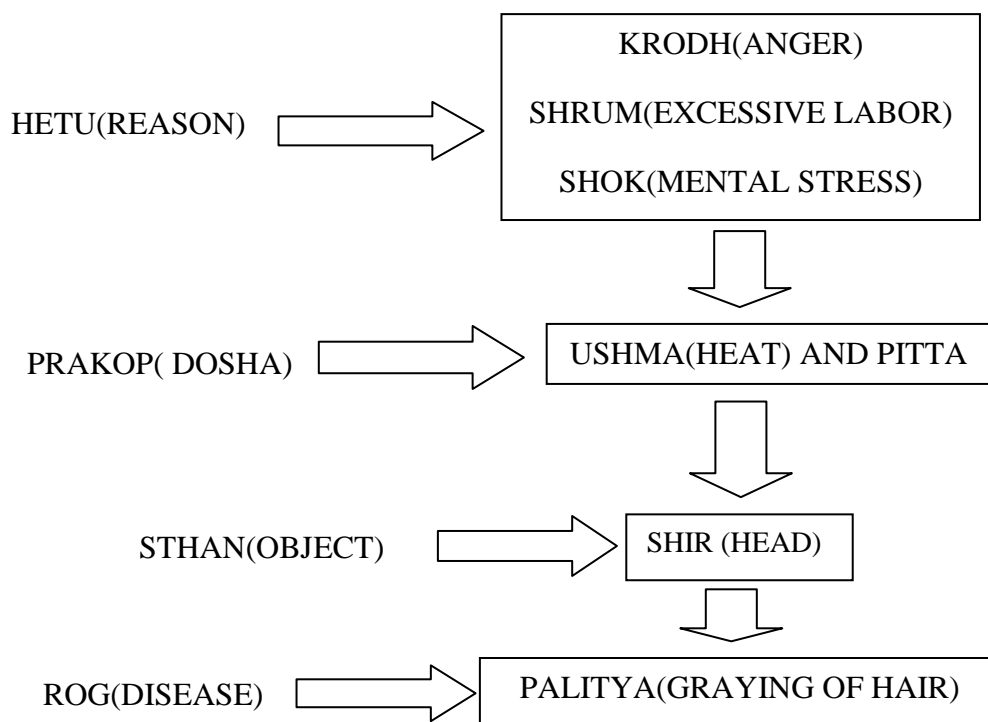 KRODH(ANGER)
HETU(REASON)
SHRUM(EXCESSIVE LABOR)
SHOK(MENTAL STRESS)
PRAKOP( DOSHA)
USHMA(HEAT) AND PITTA
STHAN(OBJECT)
SHIR (HEAD)
ROG(DISEASE)
PALITYA(GRAYING OF HAIR)